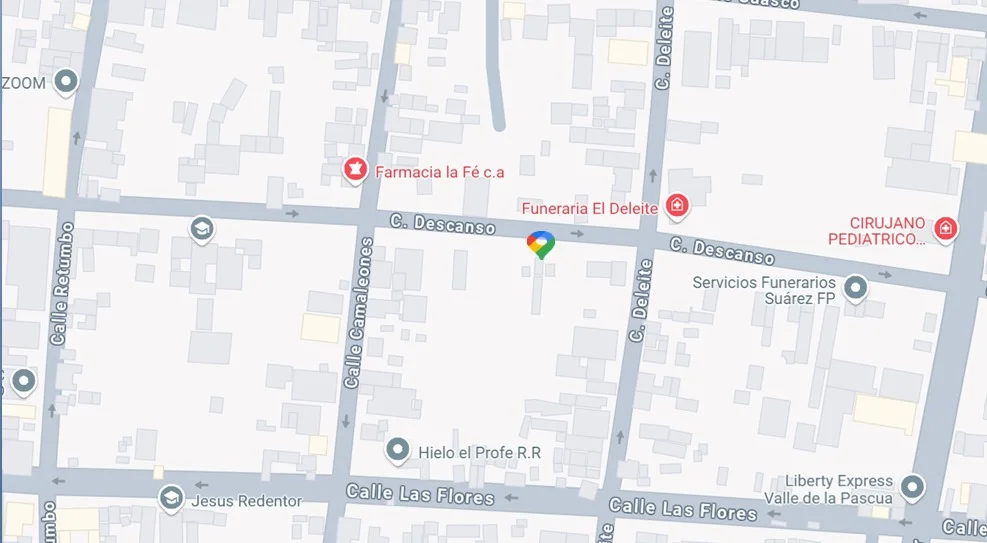 Guasco
C. Deleite
ZOOM
Farmacia la Fé c.a
Funeraria El Deleite
C. Descanso
CIRUJANO
PEDIATRICO...
C. Descanso
Calle Retumbo
Calle Camaleones
C. Deleite
Servicios Funerarios
Suárez FP
Hielo el Profe R.R
Liberty Express
Valle de la Pascua
Jesus Redentor
Calle Las Flores
Calle Las Flores
Calle